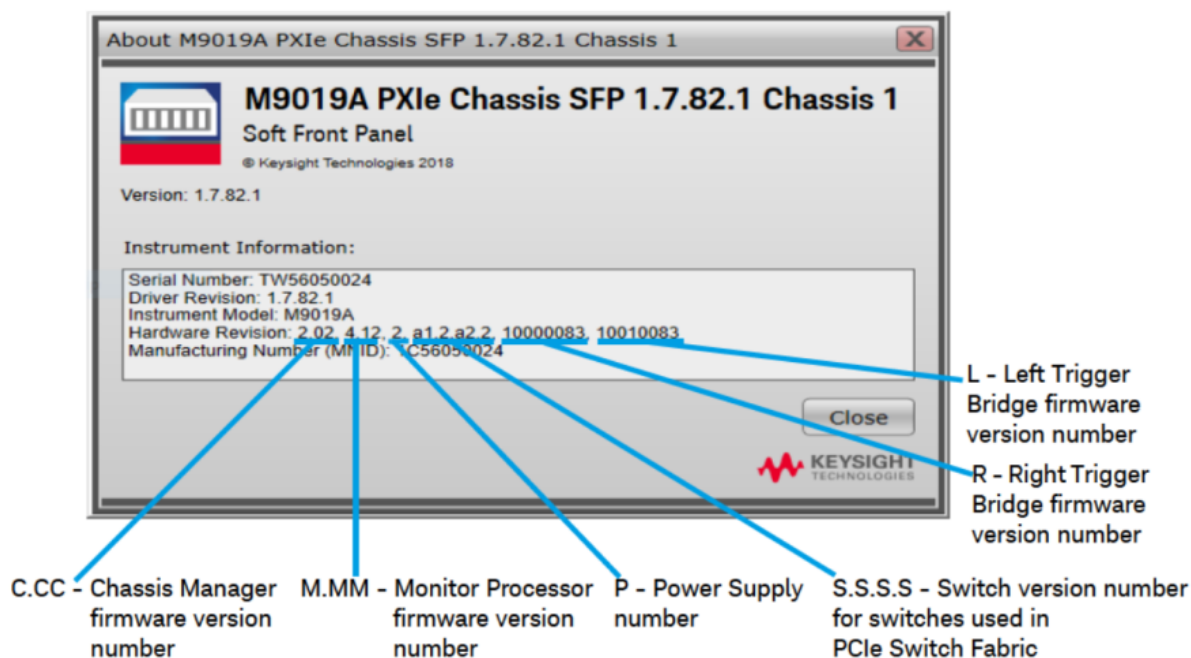 About M9019A PXIe Chassis SFP 1.7.82.1 Chassis 1
M9019A PXIe Chassis SFP 1.7.82.1 Chassis 1
Soft Front Panel
© Keysight Technologies 2018
Version: 1.7.82.1
Instrument Information:
Serial Number: TW56050024
Driver Revision: 1.7.82.1
Instrument Model: M9019A
Hardware Revision: 2.02, 4.12, 2, a1.2.a2.2, 10000083, 10010083
Manufacturing Number (MNID): TC56050024
Close
KEYSIGHT
TECHNOLOGIES
L - Left Trigger
Bridge firmware
version number
R - Right Trigger
Bridge firmware
version number
C.CC - Chassis Manager
firmware version
number
M.MM - Monitor Processor
firmware version
number
P - Power Supply
number
S.S.S.S - Switch version number
for switches used in
PCIe Switch Fabric